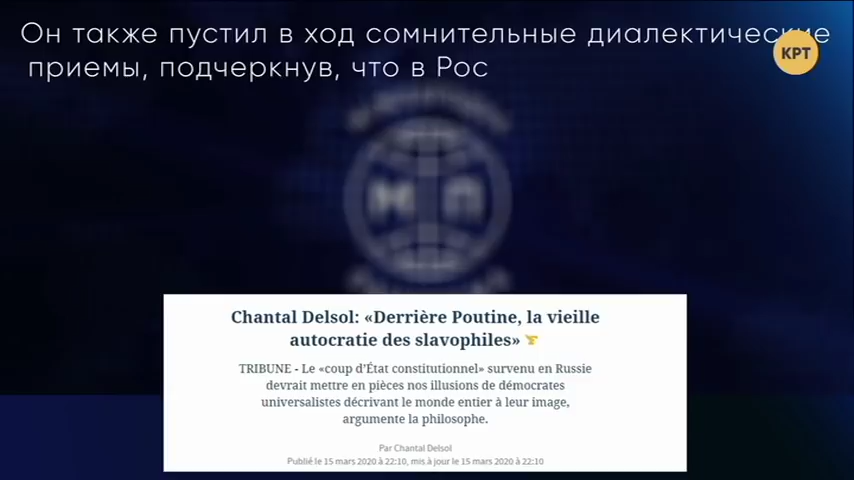 Он также пустил в ход сомнительные диалектические
приемы, подчеркнув, что в Рос
КРТ
М П
Chantal Delsol: «Derrière Poutine, la vieille
autocratie des slavophiles»
TRIBUNE - Le «coup d’État constitutionnel» survenu en Russie
devrait mettre en pièces nos illusions de démocrates
universalistes décrivant le monde entier à leur image,
argumente la philosophe.
Par Chantal Delsol
Publié le 15 mars 2020 à 22:10, mis à jour le 15 mars 2020 à 22:10